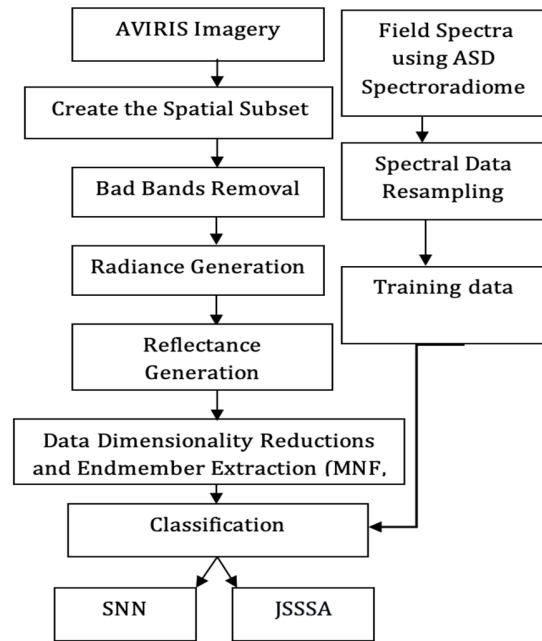 AVIRIS Imagery
Create the Spatial Subset
Bad Bands Removal
Radiance Generation
Reflectance
Generation
Data Dimensionality Reductions
and Endmember Extraction (MNF,
Classification
SNN
JSSSA
Field Spectra
using ASD
Spectroradiome
Spectral Data
Resampling
Training data